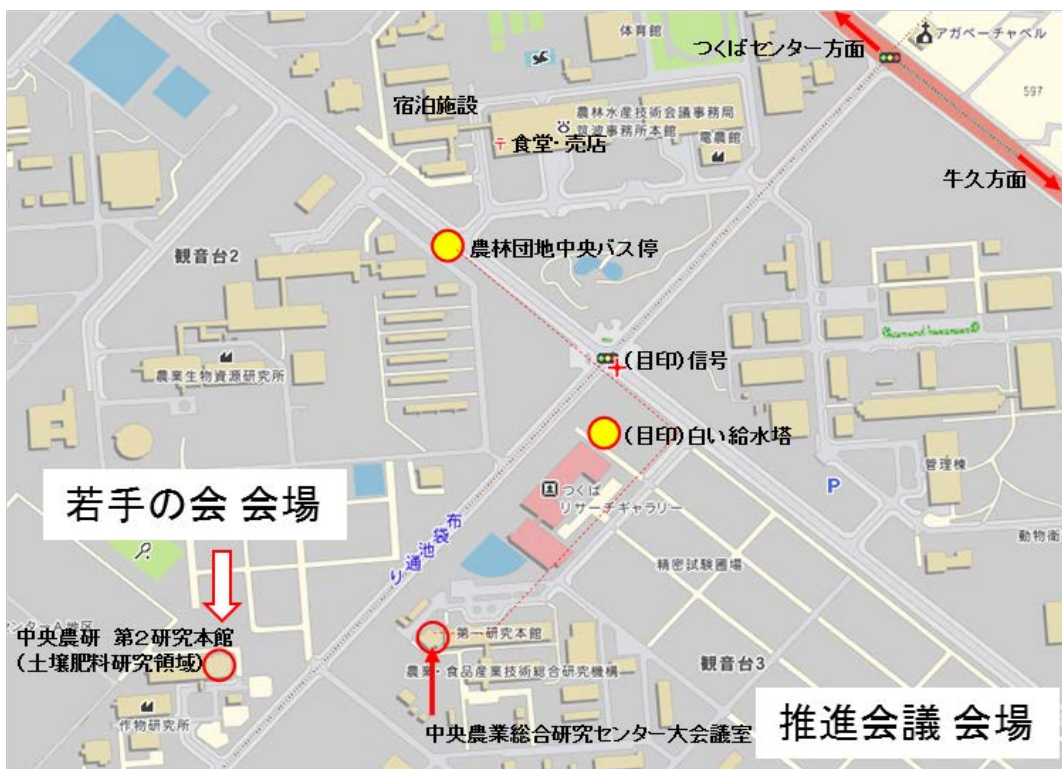 体育館
つくばセンター方面
アガペーチャペル
597
宿泊施設
農林水産技術会議事務局
筑波事務所本館
電農館
〒食堂・売店
牛久方面
農林団地中央バス停
観音台2
(目印)信号
農業生物資源研究所
(目印)白い給水塔
管理棟
P
若手の会 会場
つくば
リサーチギャラリー
布袋池通り
動物衛
精密試験圃場
センターA地区
中央農研 第2研究本館
(土壌肥料研究領域)
第一研究本館
観音台3
農業・食品産業技術総合研究機構
作物研究所
中央農業総合研究センター大会議室
推進会議 会場